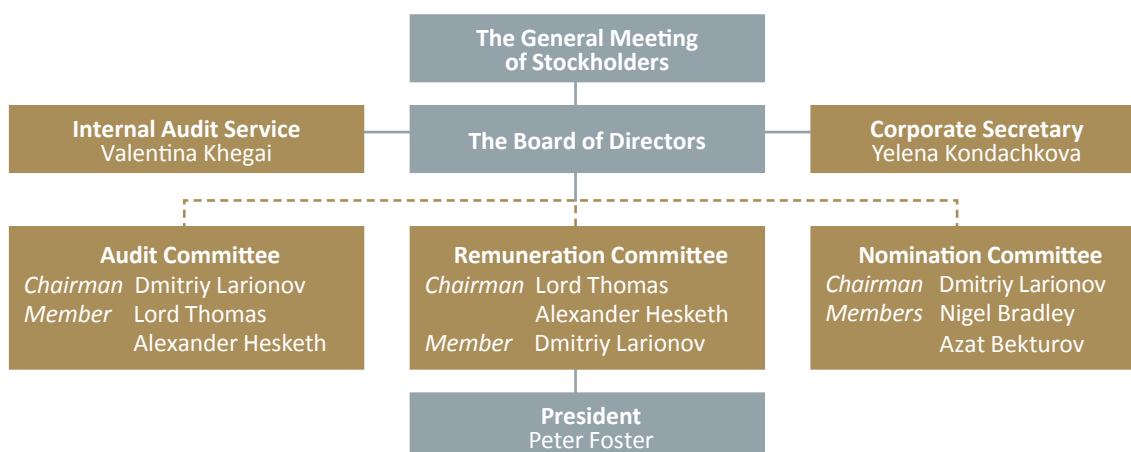 The General Meeting
of Stockholders
Internal Audit Service
Valentina Khegai
The Board of Directors
Corporate Secretary
Yelena Kondachkova
Audit Committee
Chairman Dmitriy Larionov
Member Lord Thomas
Alexander Hesketh
Remuneration Committee
Chairman Lord Thomas
Alexander Hesketh
Member Dmitriy Larionov
Nomination Committee
Chairman Dmitriy Larionov
Members Nigel Bradley
Azat Bekturov
President
Peter Foster